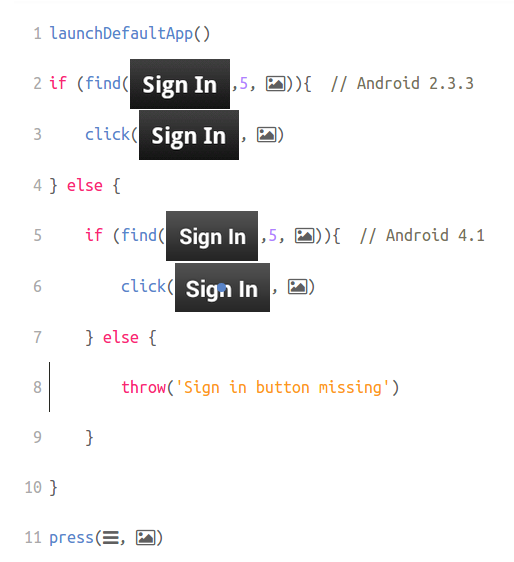 1 launchDefaultApp()
2 if (find(Sign In,5, )){ // Android 2.3.3
3 click(Sign In, )
4 } else {
5 if (find(Sign In,5, )){ // Android 4.1
6 click(Sign In, )
7 } else {
8 throw('Sign in button missing')
9 }
10 }
11 press(, )